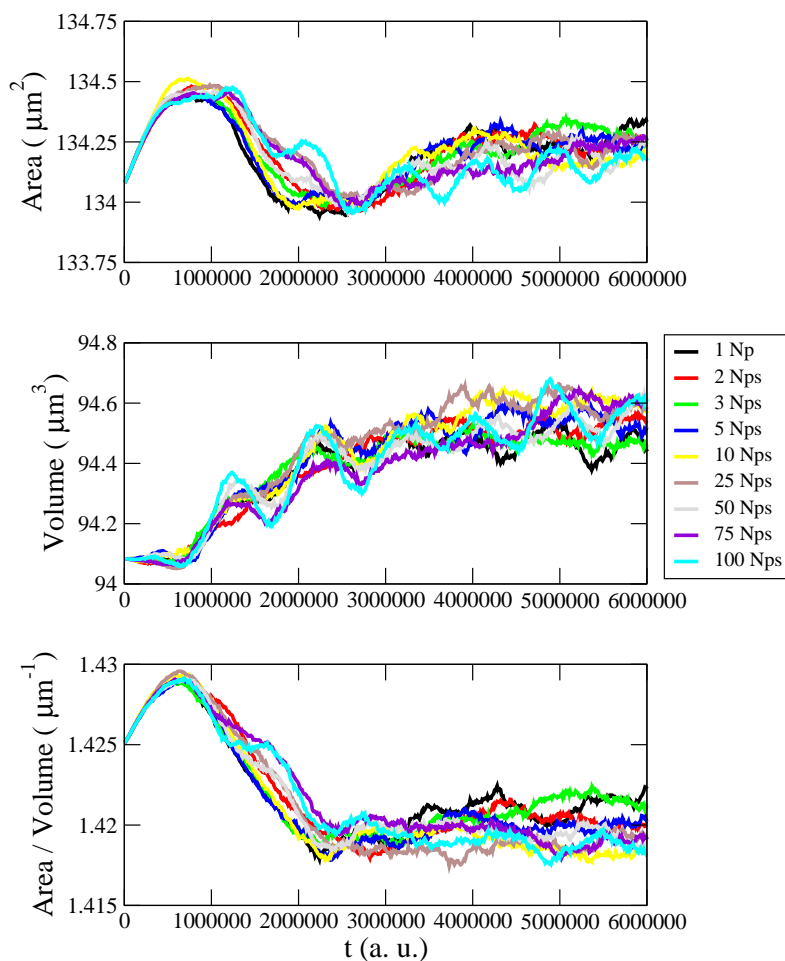 134.75
134.5
134.25
134
133.75
Area ( μm²)
0 1000000 2000000 3000000 4000000 5000000 6000000
94.8
94.6
94.4
94.2
94
Volume ( μm³)
0 1000000 2000000 3000000 4000000 5000000 6000000
1 Np
2 Nps
3 Nps
5 Nps
10 Nps
25 Nps
50 Nps
75 Nps
100 Nps
1.43
1.425
1.42
1.415
Area / Volume ( μm⁻¹)
0 1000000 2000000 3000000 4000000 5000000 6000000
t (a. u.)